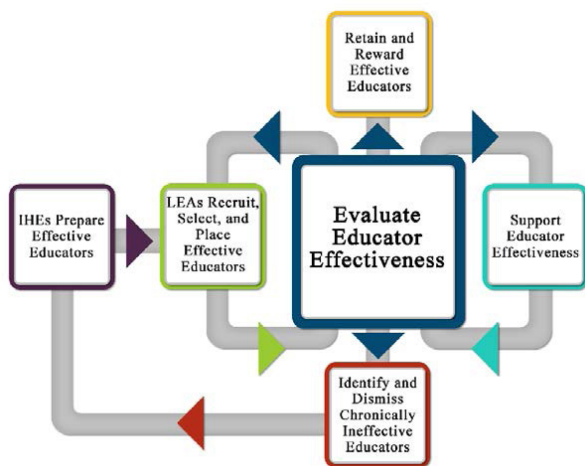 Retain and
Reward
Effective
Educators
IHEs Prepare
Effective
Educators
LEAs Recruit,
Select, and
Place
Effective
Educators
Evaluate
Educator
Effectiveness
Support
Educator
Effectiveness
Identify and
Dismiss
Chronically
Ineffective
Educators